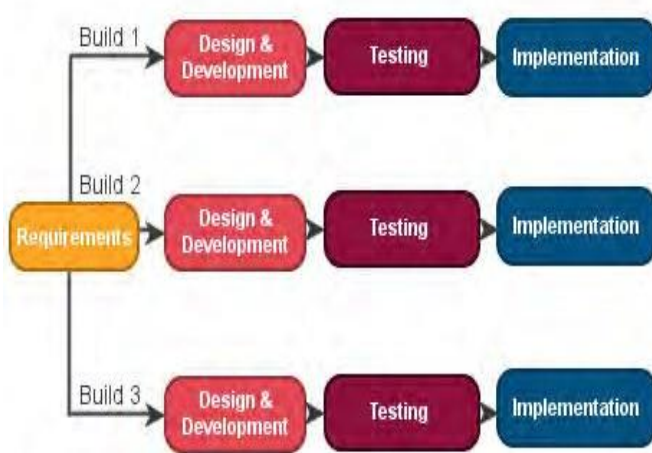 Build 1
Design &
Development
Testing
Implementation
Build 2
Requirements
Design &
Development
Testing
Implementation
Build 3
Design &
Development
Testing
Implementation